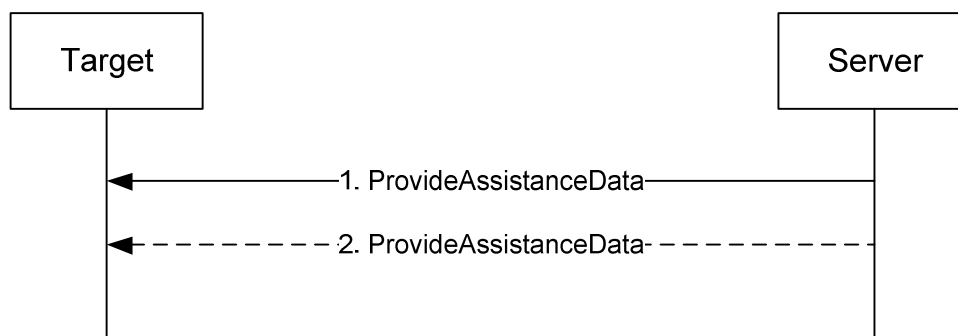 Target
Server
1. ProvideAssistanceData
2. ProvideAssistanceData